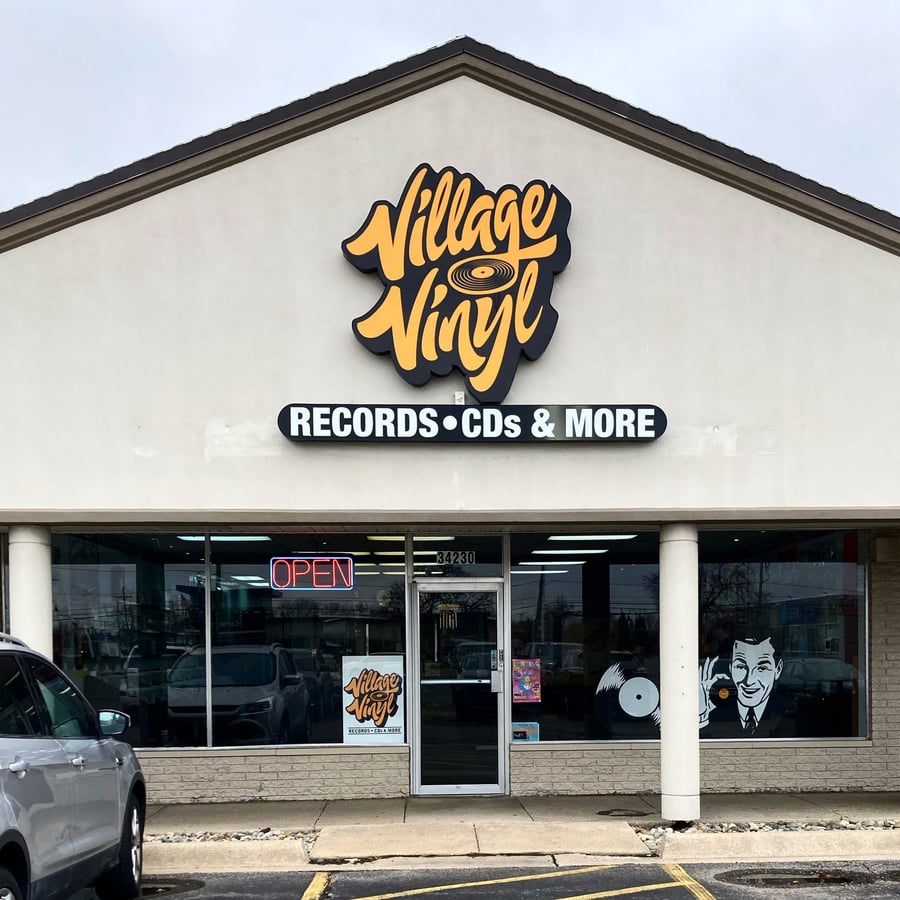 Village
Vinyl
RECORDS•CDs & MORE
34230
OPEN
Village
Vinyl
RECORDS•CDs & MORE